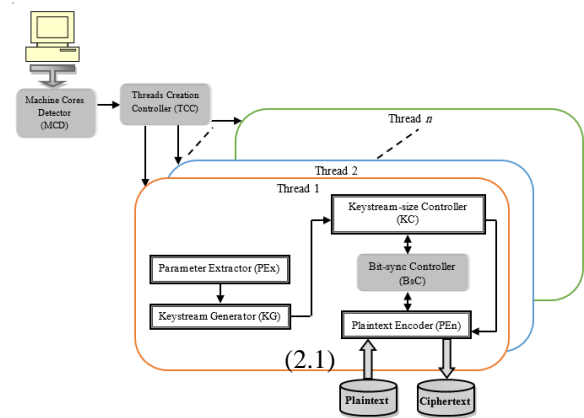 Machine Cores
Detector
(MCD)
Threads Creation
Controller (TCC)
Thread n
Thread 2
Thread 1
Keystream-size Controller
(KC)
Parameter Extractor (PEx)
Bit-sync Controller
(BsC)
Keystream Generator (KG)
Plaintext Encoder (PEn)
(2.1)
Plaintext
Ciphertext